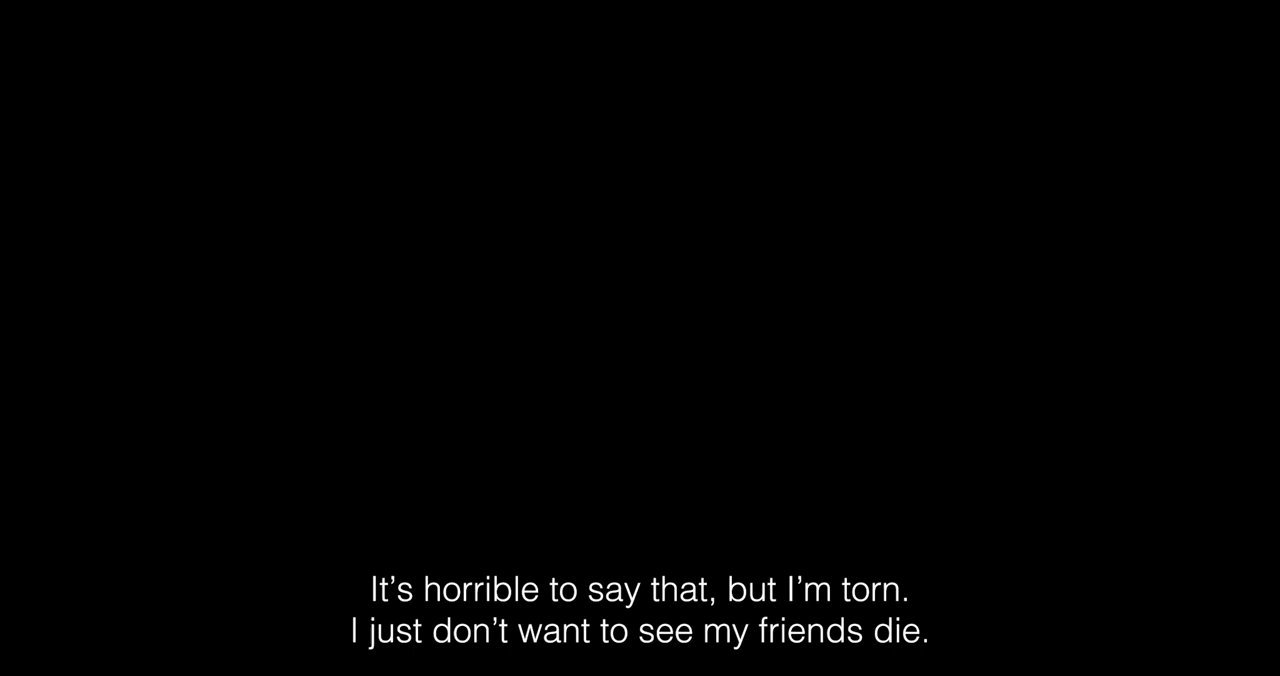 It’s horrible to say that, but I’m torn.
I just don’t want to see my friends die.